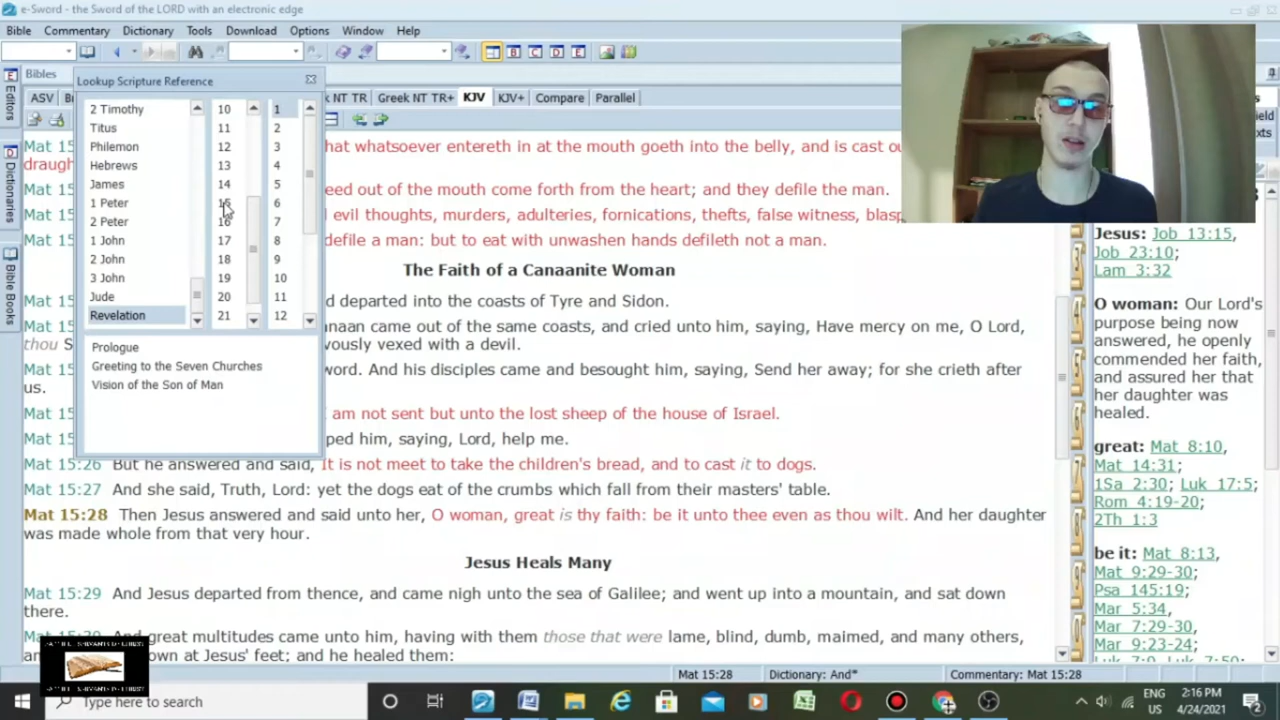 e-Sword - the Sword of the LORD with an electronic edge
Bible Commentary Dictionary Tools Download Options Window Help
B C D E
Bibles
Lookup Scripture Reference
ASV
NT TR Greek NT TR+ KJV KJV+ Compare Parallel
Editors
Dictionaries
Bible Books
2 Timothy 10 1
Titus 11 2
Philemon 12 3
Hebrews 13 4
James 14 5
1 Peter 15 6
2 Peter 16 7
1 John 17 8
2 John 18 9
3 John 19 10
Jude 20 11
Revelation 21 12
Prologue
Greeting to the Seven Churches
Vision of the Son of Man
hat whatsoever entereth in at the mouth goeth into the belly, and is cast
draugh
eed out of the mouth come forth from the heart; and they defile the man.
evil thoughts, murders, adulteries, fornications, thefts, false witness, blasp
defile a man: but to eat with unwashen hands defileth not a man.
The Faith of a Canaanite Woman
d departed into the coasts of Tyre and Sidon.
naan came out of the same coasts, and cried unto him, saying, Have mercy on me, O Lord,
thou S
vously vexed with a devil.
word. And his disciples came and besought him, saying, Send her away; for she crieth after
us.
am not sent but unto the lost sheep of the house of Israel.
ped him, saying, Lord, help me.
Mat 15:26 But he answered and said, It is not meet to take the children's bread, and to cast it to dogs.
Mat 15:27 And she said, Truth, Lord: yet the dogs eat of the crumbs which fall from their masters' table.
Mat 15:28 Then Jesus answered and said unto her, O woman, great is thy faith: be it unto thee even as thou wilt. And her daughter
was made whole from that very hour.
Jesus Heals Many
Mat 15:29 And Jesus departed from thence, and came nigh unto the sea of Galilee; and went up into a mountain, and sat down
there.
And great multitudes came unto him, having with them those that were lame, blind, dumb, maimed, and many others,
own at Jesus' feet; and he healed them:
Jesus: Job 13:15,
Job 23:10;
Lam 3:32
O woman: Our Lord's
purpose being now
answered, he openly
commended her faith,
and assured her that
her daughter was
healed.
great: Mat 8:10,
Mat 14:31;
1Sa 2:30; Luk 17:5;
Rom 4:19-20;
2Th 1:3
be it: Mat 8:13,
Mat 9:29-30;
Psa 145:19;
Mar 5:34,
Mar 7:29-30,
Mar 9:23-24;
Luk 7:9, Luk 7:50;
3
4
5
6
7
8
Mat 15:28 Dictionary: And* Commentary: Mat 15:28
Type here to search
ENG
US
2:16 PM
4/24/2021
2